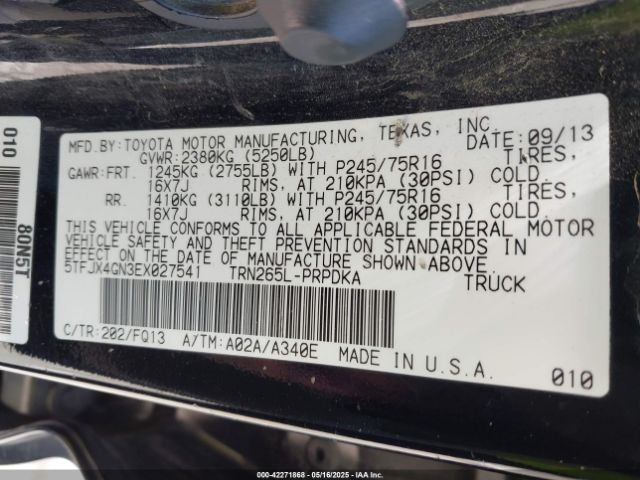 MFD.BY:TOYOTA MOTOR MANUFACTURING, TEXAS, INC.
GVWR:2380KG (5250LB) DATE:09/13
GAWR:FRT. 1245KG (2755LB) WITH P245/75R16 TIRES,
16X7J RIMS, AT 210KPA (30PSI) COLD.
RR. 1410KG (3110LB) WITH P245/75R16 TIRES,
16X7J RIMS, AT 210KPA (30PSI) COLD.
THIS VEHICLE CONFORMS TO ALL APPLICABLE FEDERAL MOTOR
VEHICLE SAFETY AND THEFT PREVENTION STANDARDS IN
EFFECT ON THE DATE OF MANUFACTURE SHOWN ABOVE.
5TFJX4GN3EX027541 TRN265L-PRPDKA TRUCK
C/TR:202/FQ13 A/TM:A02A/A340E MADE IN U.S.A.
010
010
80N5T
000-42271868 - 05/16/2025 - IAA, Inc.